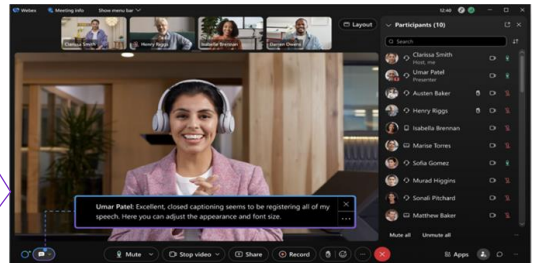 Webex
Meeting info
Show menu bar
12:40
Layout
Clarissa Smith
Henry Riggs
Isabella Brennan
Darren Owens
Participants (10)
Search
Clarissa Smith
Host, me
Umar Patel
Presenter
Austen Baker
Henry Riggs
Isabella Brennan
Marise Torres
Sofia Gomez
Murad Higgins
Sonali Pitchard
Matthew Baker
Mute all
Unmute all
Umar Patel: Excellent, closed captioning seems to be registering all of my
speech. Here you can adjust the appearance and font size.
Mute
Stop video
Share
Record
Apps